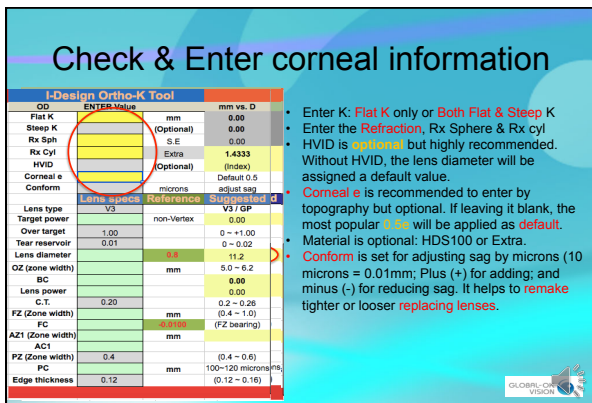 Check & Enter corneal information
I-Design Ortho-K Tool
OD ENTER Value mm vs. D
Flat K mm 0.00
Steep K (Optional) 0.00
Rx Sph S.E 0.00
Rx Cyl Extra 1.4333
HVID (Optional) (Index)
Corneal e Default 0.5
Conform microns adjust sag
Lens specs Reference Suggested d
Lens type V3 V3 / GP
Target power non-Vertex 0.00
Over target 1.00 0 ~ +1.00
Tear reservoir 0.01 0 ~ 0.02
Lens diameter 0.8 11.2
OZ (zone width) mm 5.0 ~ 6.2
BC 0.00
Lens power 0.00
C.T. 0.20 0.2 ~ 0.26
FZ (Zone width) mm (0.4 ~ 1.0)
FC -0.0100 (FZ bearing)
AZ1 (Zone width) mm
AC1
PZ (Zone width) 0.4 (0.4 ~ 0.6)
PC mm 100~120 microns ns,
Edge thickness 0.12 (0.12 ~ 0.16)
• Enter K: Flat K only or Both Flat & Steep K
• Enter the Refraction, Rx Sphere & Rx cyl
• HVID is optional but highly recommended.
Without HVID, the lens diameter will be
assigned a default value.
• Corneal e is recommended to enter by
topography but optional. If leaving it blank, the
most popular 0.5e will be applied as default.
• Material is optional: HDS100 or Extra.
• Conform is set for adjusting sag by microns (10
microns = 0.01mm; Plus (+) for adding; and
minus (-) for reducing sag. It helps to remake
tighter or looser replacing lenses.
VISION